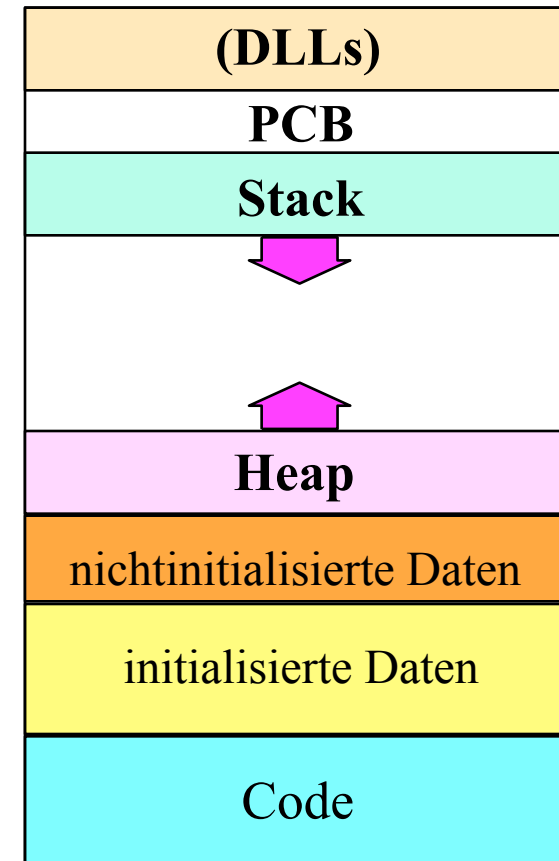 (DLLs)
PCB
Stack
Heap
nichtinitialisierte Daten
initialisierte Daten
Code